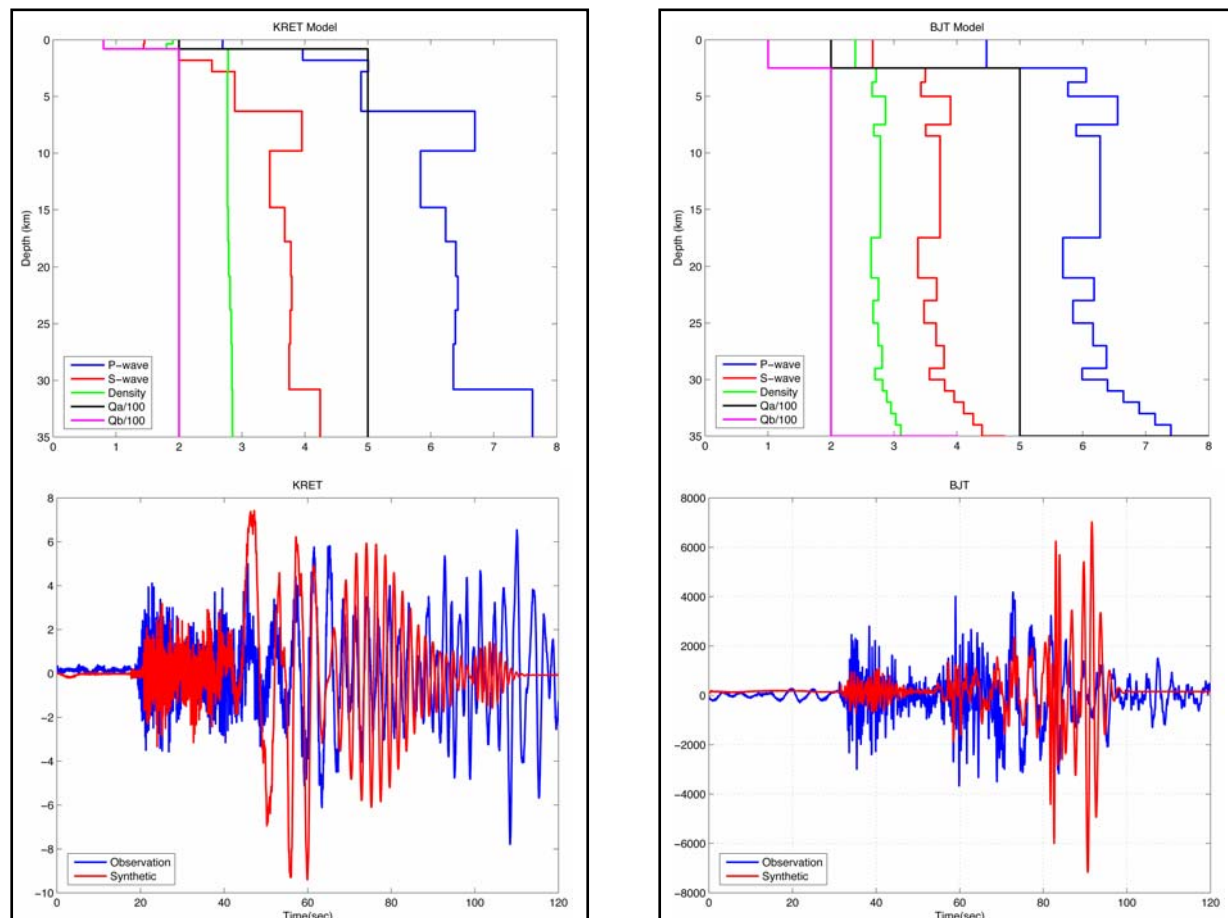 KRET Model
0
5
10
15
20
25
30
35
Depth (km)
P-wave
S-wave
Density
Qa/100
Qb/100
0 1 2 3 4 5 6 7 8
BJT Model
0
5
10
15
20
25
30
35
Depth (km)
P-wave
S-wave
Density
Qa/100
Qb/100
0 1 2 3 4 5 6 7 8
KRET
8
6
4
2
0
-2
-4
-6
-8
-10
Observation
Synthetic
0 20 40 60 80 100 120
Time(sec)
BJT
8000
6000
4000
2000
0
-2000
-4000
-6000
-8000
Observation
Synthetic
0 20 40 60 80 100 120
Time(sec)